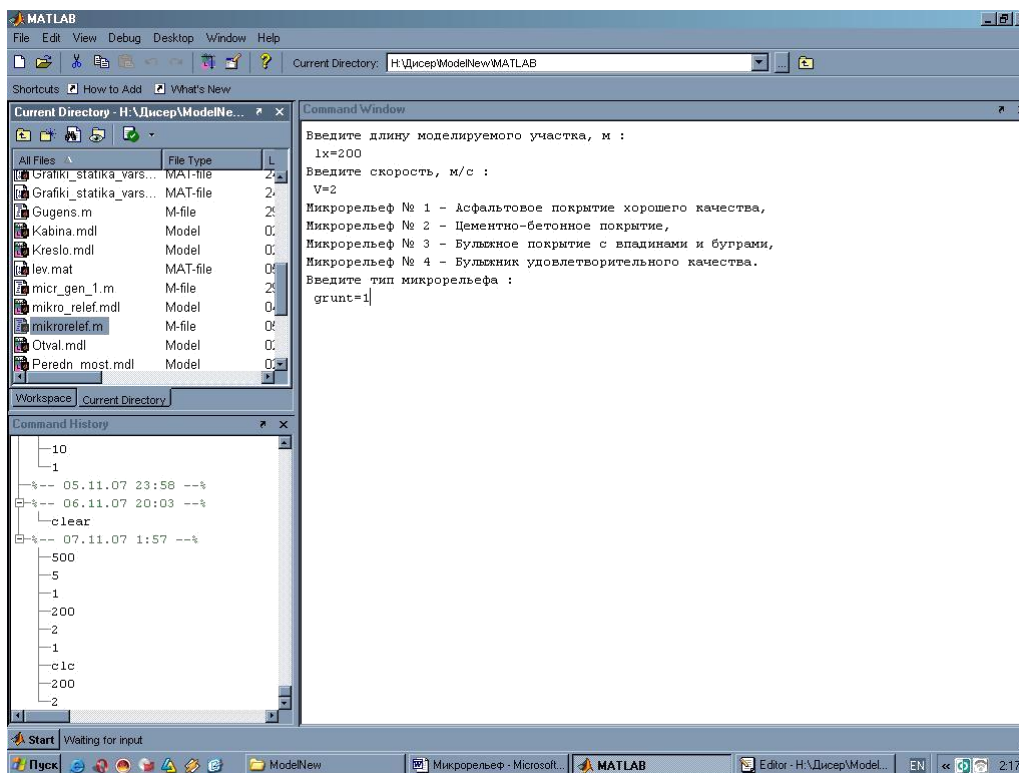 MATLAB
File Edit View Debug Desktop Window Help
Current Directory: H:\Дисер\ModelNew\MATLAB
Shortcuts How to Add What's New
Current Directory - H:\Дисер\ModelNe...
All Files File Type L
Grafiki_statika_vars... MAT-file
Gugens.m M-file
Kabina.mdl Model
Kreslo.mdl Model
lev.mat MAT-file
micr_gen_1.m M-file
mikro_relef.mdl Model
mikrorelef.m M-file
Otval.mdl Model
Peredn_most.mdl Model
Workspace Current Directory
Command History
10
1
%-- 05.11.07 23:58 --%
%-- 06.11.07 20:03 --%
clear
%-- 07.11.07 1:57 --%
500
5
1
200
2
1
clc
200
2
Command Window
Введите длину моделируемого участка, м :
lx=200
Введите скорость, м/с :
V=2
Микрорельеф № 1 - Асфальтовое покрытие хорошего качества,
Микрорельеф № 2 - Цементно-бетонное покрытие,
Микрорельеф № 3 - Булыжное покрытие с впадинами и буграми,
Микрорельеф № 4 - Булыжник удовлетворительного качества.
Введите тип микрорельефа :
grunt=1
Start Waiting for input
Пуск ModelNew Микрорельеф - Microsoft... MATLAB Editor - H:\Дисер\Model... EN « 2:17